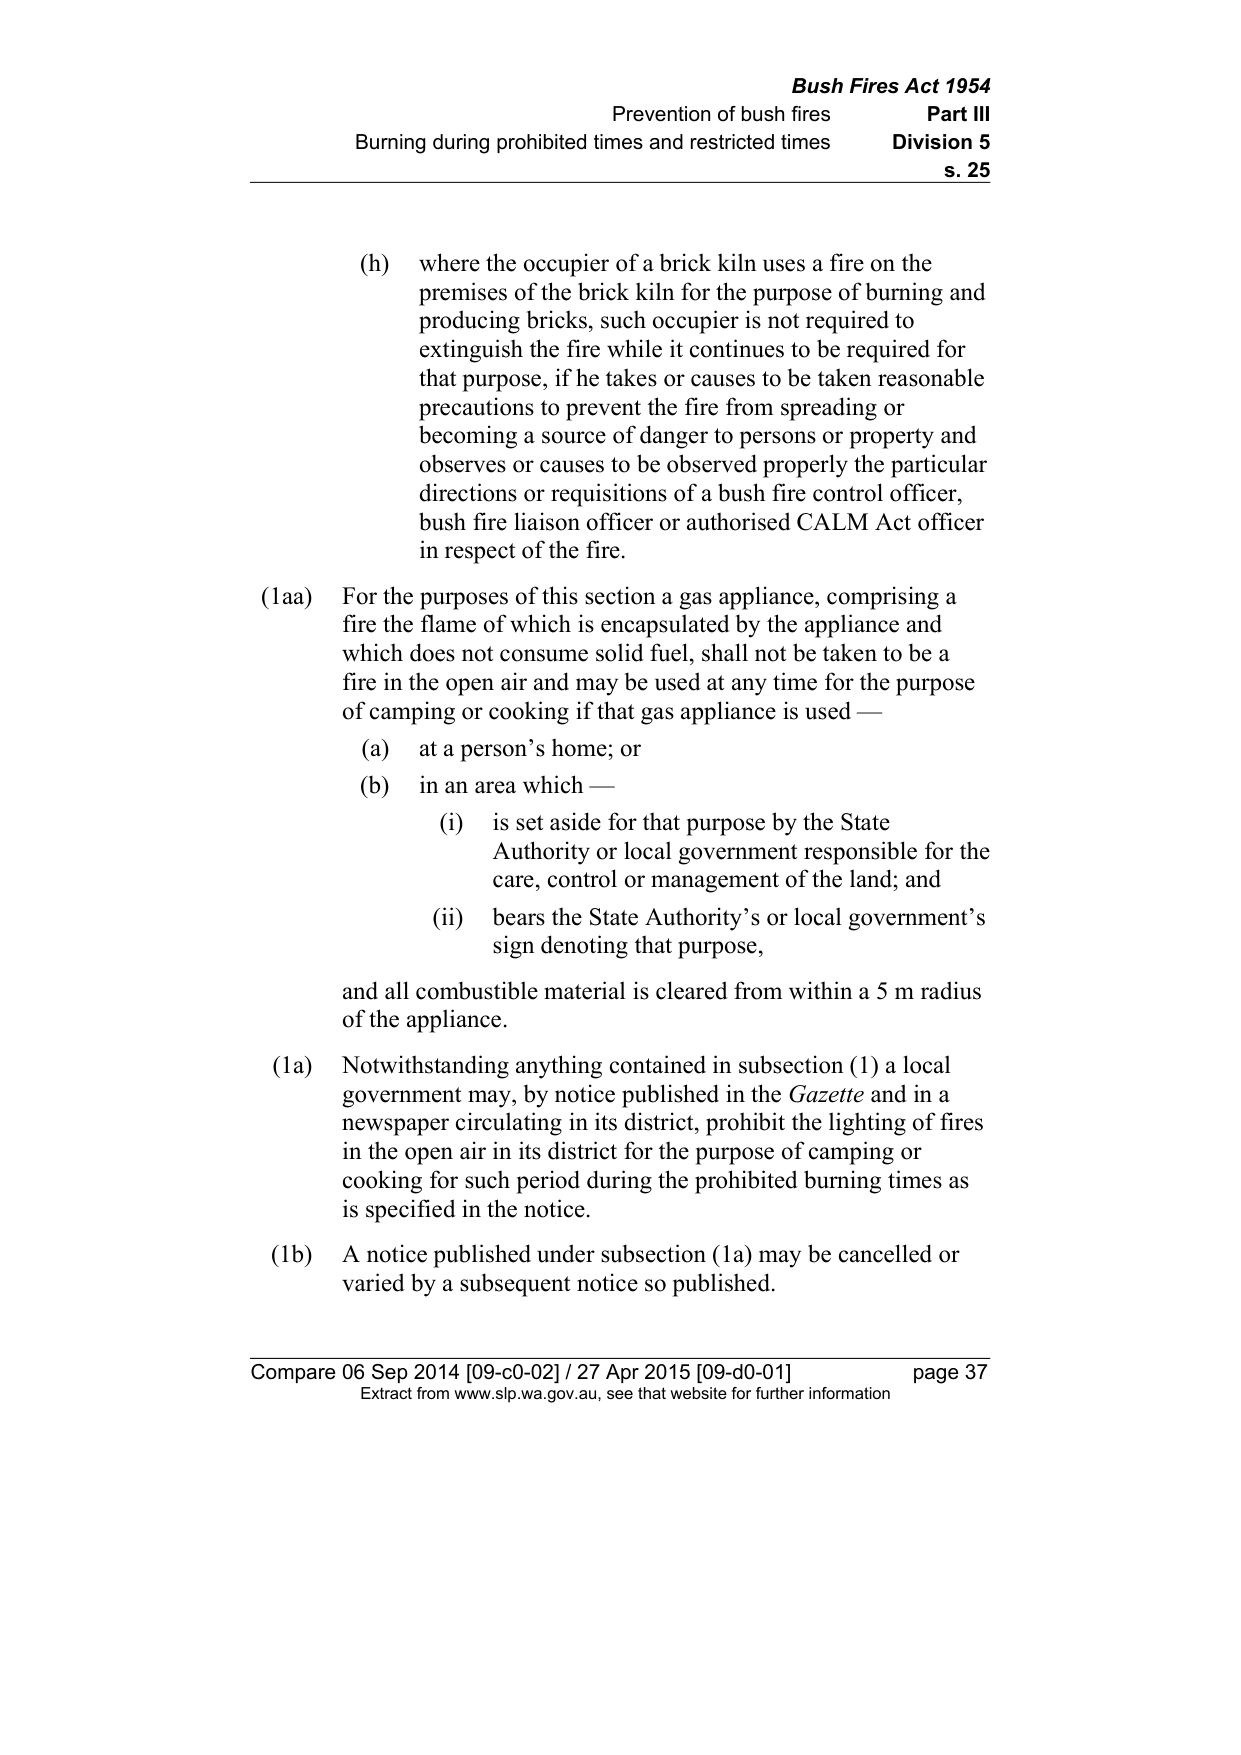 Bush Fires Act 1954
Prevention of bush fires Part III
Burning during prohibited times and restricted times Division 5
s. 25
(h) where the occupier of a brick kiln uses a fire on the
premises of the brick kiln for the purpose of burning and
producing bricks, such occupier is not required to
extinguish the fire while it continues to be required for
that purpose, if he takes or causes to be taken reasonable
precautions to prevent the fire from spreading or
becoming a source of danger to persons or property and
observes or causes to be observed properly the particular
directions or requisitions of a bush fire control officer,
bush fire liaison officer or authorised CALM Act officer
in respect of the fire.
(1aa) For the purposes of this section a gas appliance, comprising a
fire the flame of which is encapsulated by the appliance and
which does not consume solid fuel, shall not be taken to be a
fire in the open air and may be used at any time for the purpose
of camping or cooking if that gas appliance is used —
(a) at a person’s home; or
(b) in an area which —
(i) is set aside for that purpose by the State
Authority or local government responsible for the
care, control or management of the land; and
(ii) bears the State Authority’s or local government’s
sign denoting that purpose,
and all combustible material is cleared from within a 5 m radius
of the appliance.
(1a) Notwithstanding anything contained in subsection (1) a local
government may, by notice published in the Gazette and in a
newspaper circulating in its district, prohibit the lighting of fires
in the open air in its district for the purpose of camping or
cooking for such period during the prohibited burning times as
is specified in the notice.
(1b) A notice published under subsection (1a) may be cancelled or
varied by a subsequent notice so published.
Compare 06 Sep 2014 [09-c0-02] / 27 Apr 2015 [09-d0-01] page 37
Extract from www.slp.wa.gov.au, see that website for further information